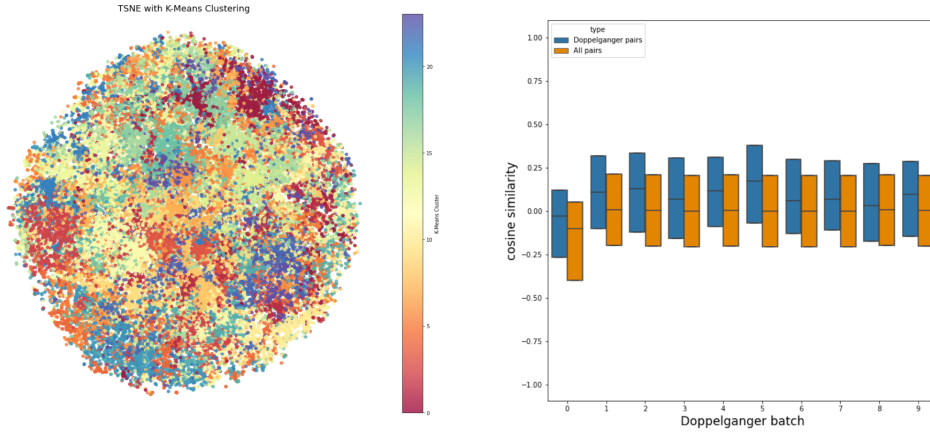 TSNE with K-Means Clustering
20
15
10
5
0
K-Means Cluster
type
Doppelganger pairs
All pairs
1.00
0.75
0.50
0.25
0.00
−0.25
−0.50
−0.75
−1.00
cosine similarity
0 1 2 3 4 5 6 7 8 9
Doppelganger batch